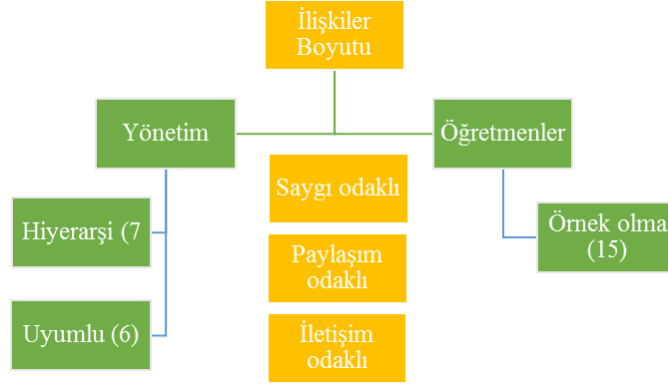 İlişkiler
Boyutu
Yönetim
Öğretmenler
Saygı odaklı
Hiyerarşi (7
Örnek olma
(15)
Paylaşım
odaklı
Uyumlu (6)
İletişim
odaklı